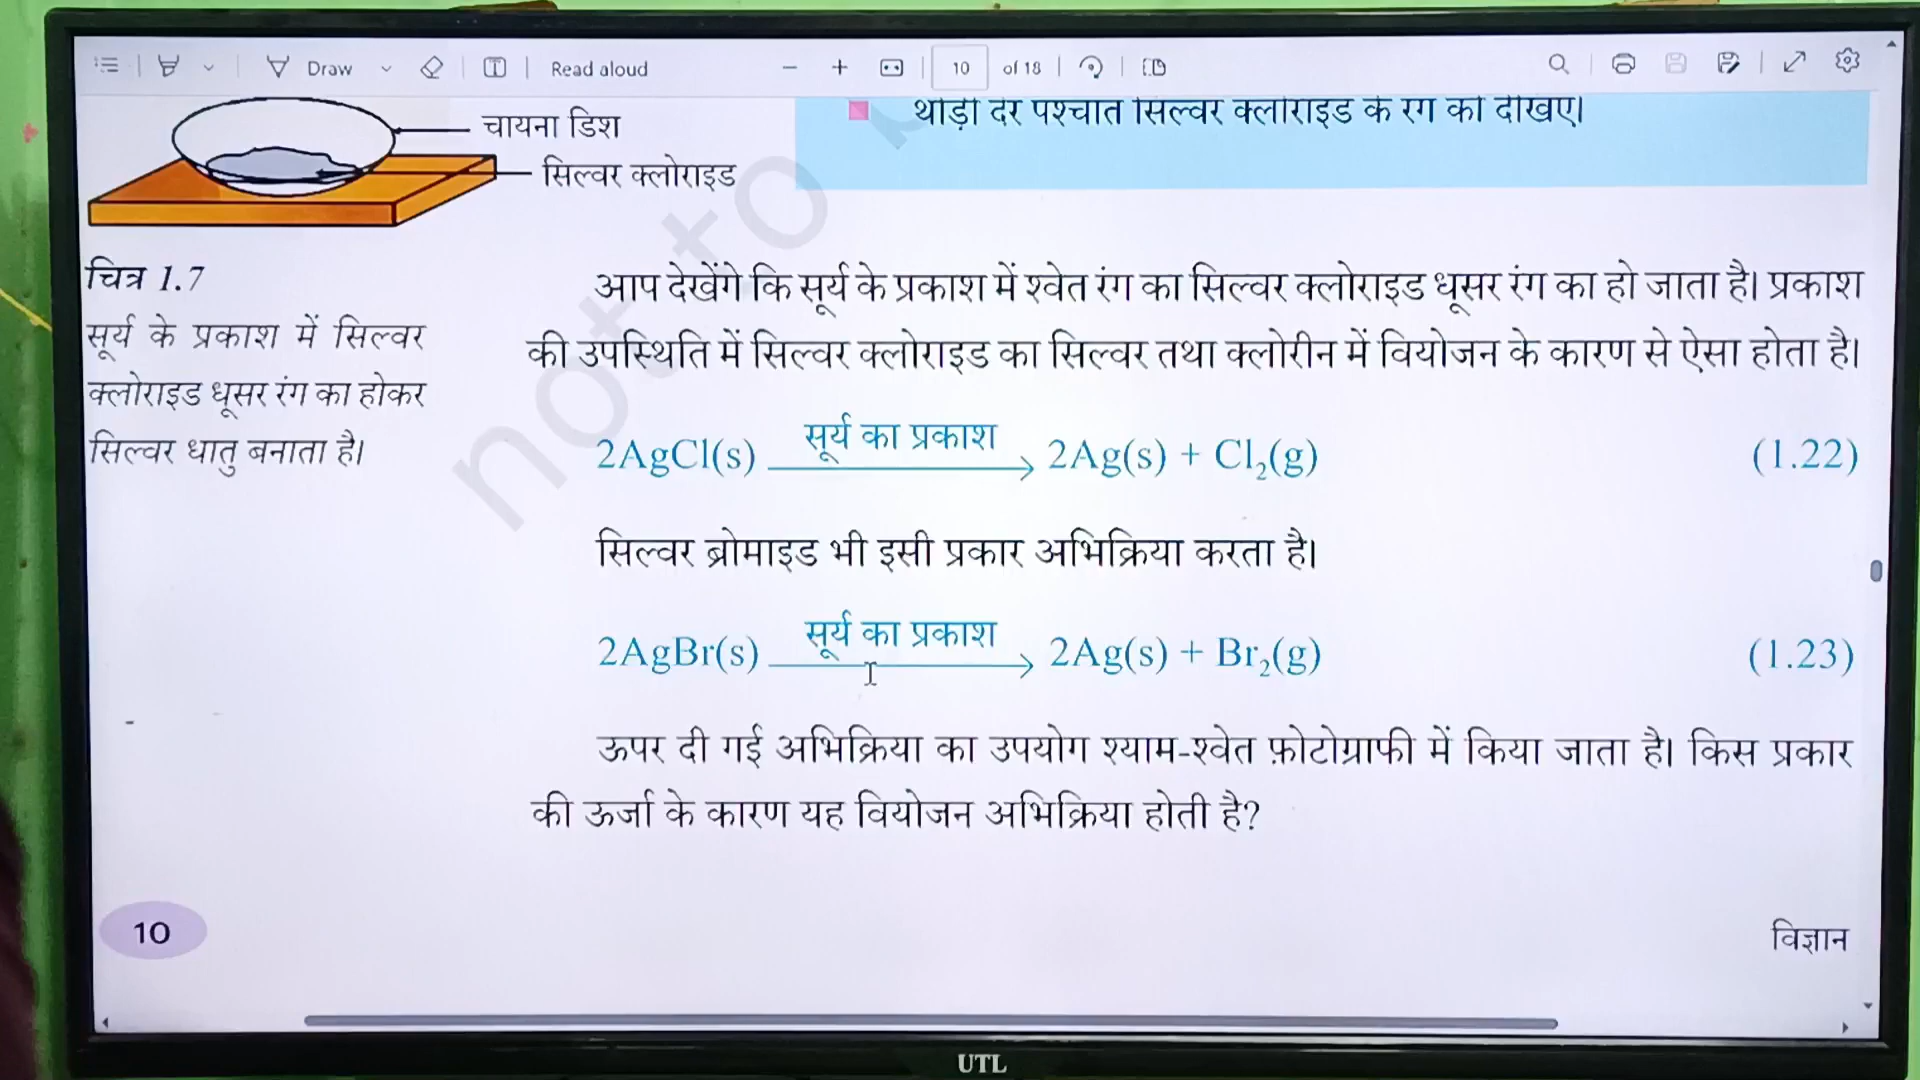 Draw
Read aloud
10 of 18
चायना डिश
सिल्वर क्लोराइड
थोड़ी देर पश्चात सिल्वर क्लोराइड के रंग को देखिए।
चित्र 1.7
सूर्य के प्रकाश में सिल्वर
क्लोराइड धूसर रंग का होकर
सिल्वर धातु बनाता है।
आप देखेंगे कि सूर्य के प्रकाश में श्वेत रंग का सिल्वर क्लोराइड धूसर रंग का हो जाता है। प्रकाश
की उपस्थिति में सिल्वर क्लोराइड का सिल्वर तथा क्लोरीन में वियोजन के कारण से ऐसा होता है।
2AgCl(s) सूर्य का प्रकाश → 2Ag(s) + Cl₂(g) (1.22)
सिल्वर ब्रोमाइड भी इसी प्रकार अभिक्रिया करता है।
2AgBr(s) सूर्य का प्रकाश → 2Ag(s) + Br₂(g) (1.23)
ऊपर दी गई अभिक्रिया का उपयोग श्याम-श्वेत फ़ोटोग्राफी में किया जाता है। किस प्रकार
की ऊर्जा के कारण यह वियोजन अभिक्रिया होती है?
10
विज्ञान
not to
UTL